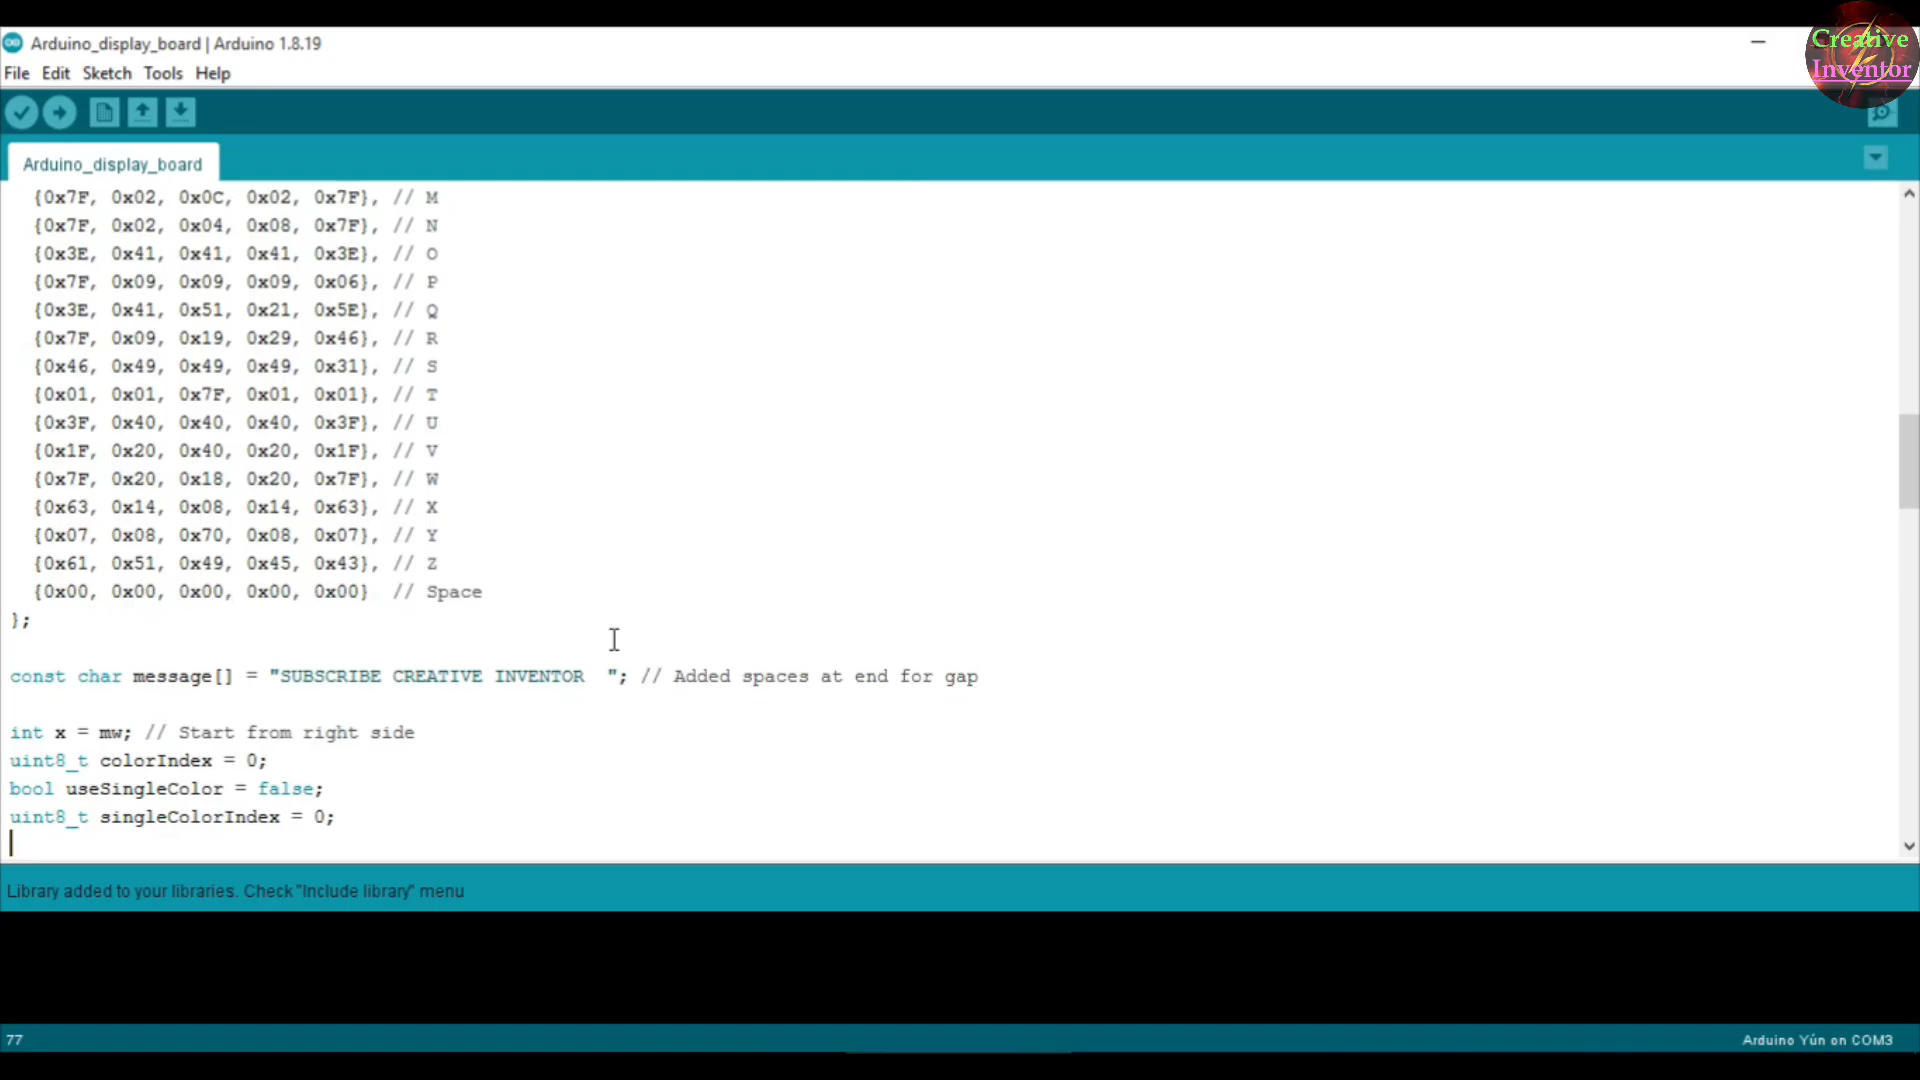 Arduino_display_board | Arduino 1.8.19
Creative
Inventor
File Edit Sketch Tools Help
Arduino_display_board
{0x7F, 0x02, 0x0C, 0x02, 0x7F}, // M
{0x7F, 0x02, 0x04, 0x08, 0x7F}, // N
{0x3E, 0x41, 0x41, 0x41, 0x3E}, // O
{0x7F, 0x09, 0x09, 0x09, 0x06}, // P
{0x3E, 0x41, 0x51, 0x21, 0x5E}, // Q
{0x7F, 0x09, 0x19, 0x29, 0x46}, // R
{0x46, 0x49, 0x49, 0x49, 0x31}, // S
{0x01, 0x01, 0x7F, 0x01, 0x01}, // T
{0x3F, 0x40, 0x40, 0x40, 0x3F}, // U
{0x1F, 0x20, 0x40, 0x20, 0x1F}, // V
{0x7F, 0x20, 0x18, 0x20, 0x7F}, // W
{0x63, 0x14, 0x08, 0x14, 0x63}, // X
{0x07, 0x08, 0x70, 0x08, 0x07}, // Y
{0x61, 0x51, 0x49, 0x45, 0x43}, // Z
{0x00, 0x00, 0x00, 0x00, 0x00}  // Space
};
const char message[] = "SUBSCRIBE CREATIVE INVENTOR  "; // Added spaces at end for gap
int x = mw; // Start from right side
uint8_t colorIndex = 0;
bool useSingleColor = false;
uint8_t singleColorIndex = 0;
Library added to your libraries. Check "Include library" menu
77
Arduino Yún on COM3